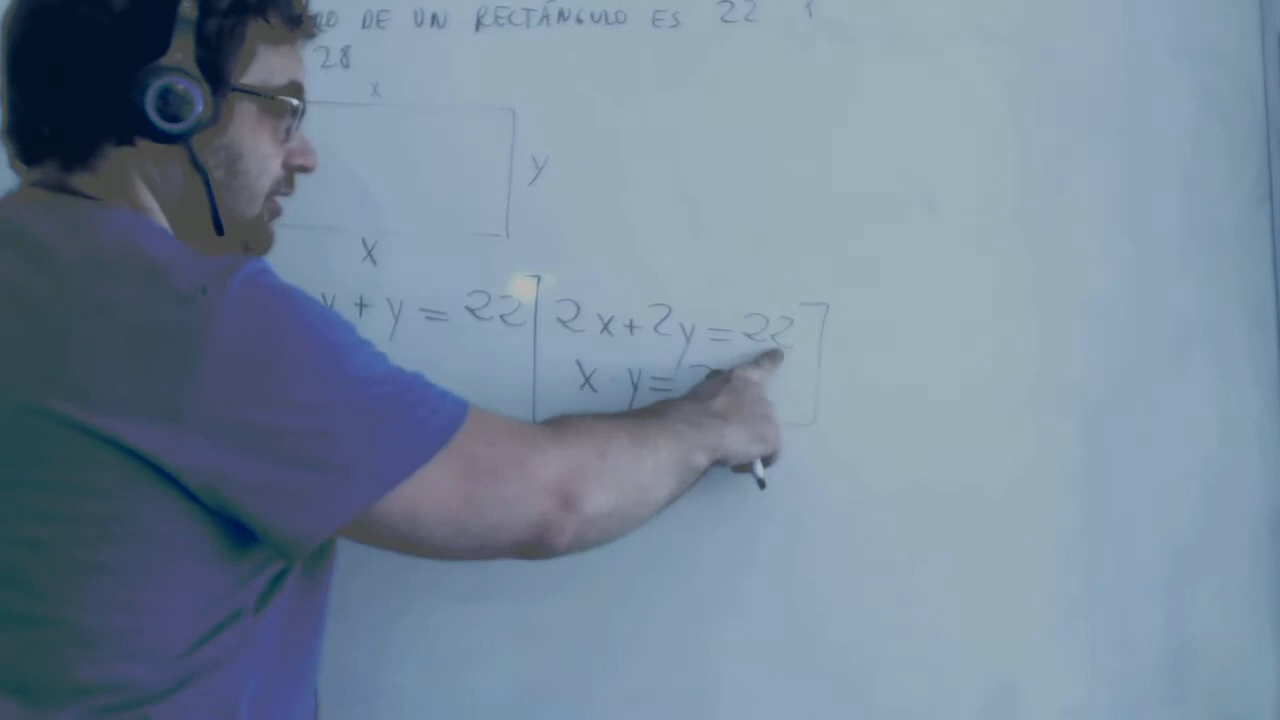 DE UN RECTÁNGULO ES 22
28
x
y
x
+ y = 22
2x+2y=22
x·y=